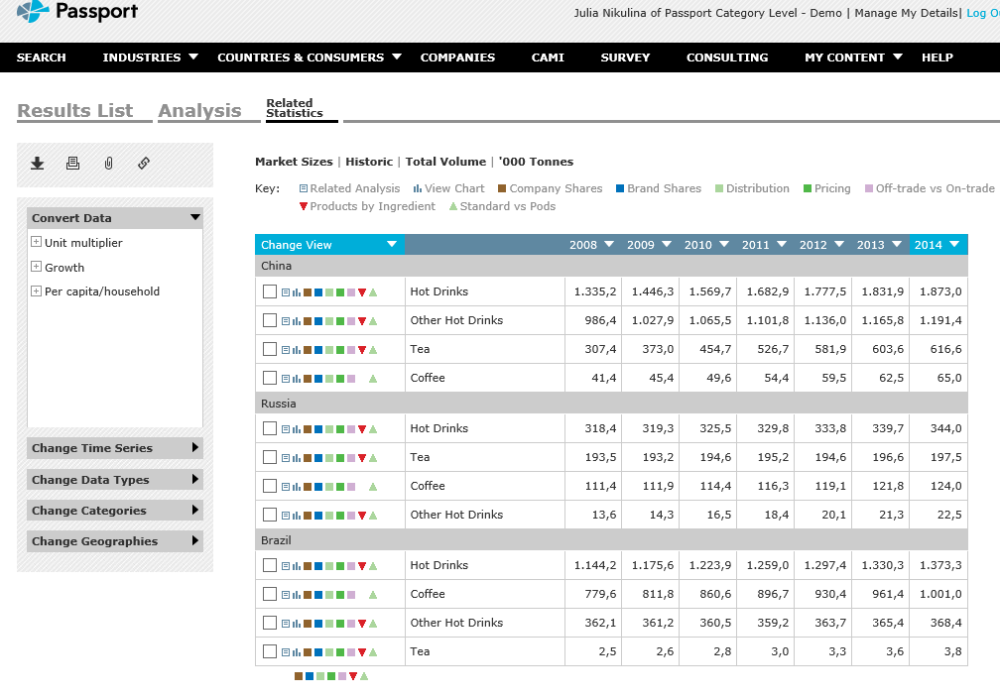 Passport
Julia Nikulina of Passport Category Level - Demo | Manage My Details| Log O
SEARCH INDUSTRIES COUNTRIES & CONSUMERS COMPANIES CAMI SURVEY CONSULTING MY CONTENT HELP
Results List Analysis Related Statistics
Market Sizes | Historic | Total Volume | '000 Tonnes
Key: Related Analysis View Chart Company Shares Brand Shares Distribution Pricing Off-trade vs On-trade
Products by Ingredient Standard vs Pods
Convert Data
Unit multiplier
Growth
Per capita/household
Change Time Series
Change Data Types
Change Categories
Change Geographies
Change View 2008 2009 2010 2011 2012 2013 2014
China
Hot Drinks 1.335,2 1.446,3 1.569,7 1.682,9 1.777,5 1.831,9 1.873,0
Other Hot Drinks 986,4 1.027,9 1.065,5 1.101,8 1.136,0 1.165,8 1.191,4
Tea 307,4 373,0 454,7 526,7 581,9 603,6 616,6
Coffee 41,4 45,4 49,6 54,4 59,5 62,5 65,0
Russia
Hot Drinks 318,4 319,3 325,5 329,8 333,8 339,7 344,0
Tea 193,5 193,2 194,6 195,2 194,6 196,6 197,5
Coffee 111,4 111,9 114,4 116,3 119,1 121,8 124,0
Other Hot Drinks 13,6 14,3 16,5 18,4 20,1 21,3 22,5
Brazil
Hot Drinks 1.144,2 1.175,6 1.223,9 1.259,0 1.297,4 1.330,3 1.373,3
Coffee 779,6 811,8 860,6 896,7 930,4 961,4 1.001,0
Other Hot Drinks 362,1 361,2 360,5 359,2 363,7 365,4 368,4
Tea 2,5 2,6 2,8 3,0 3,3 3,6 3,8